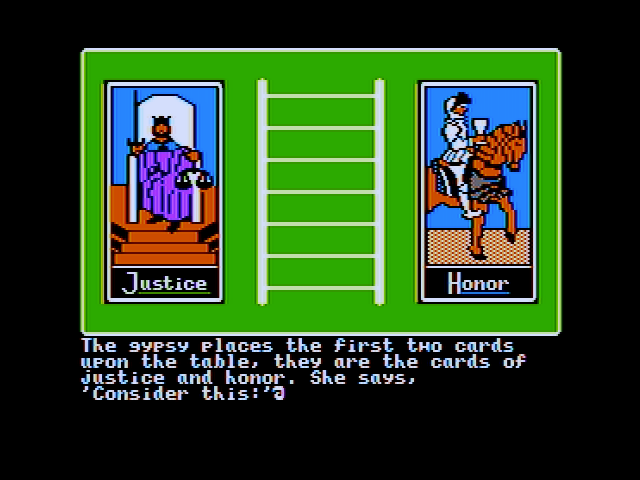 Justice
Honor
The gypsy places the first two cards
upon the table, they are the cards of
justice and honor. She says,
'Consider this:'